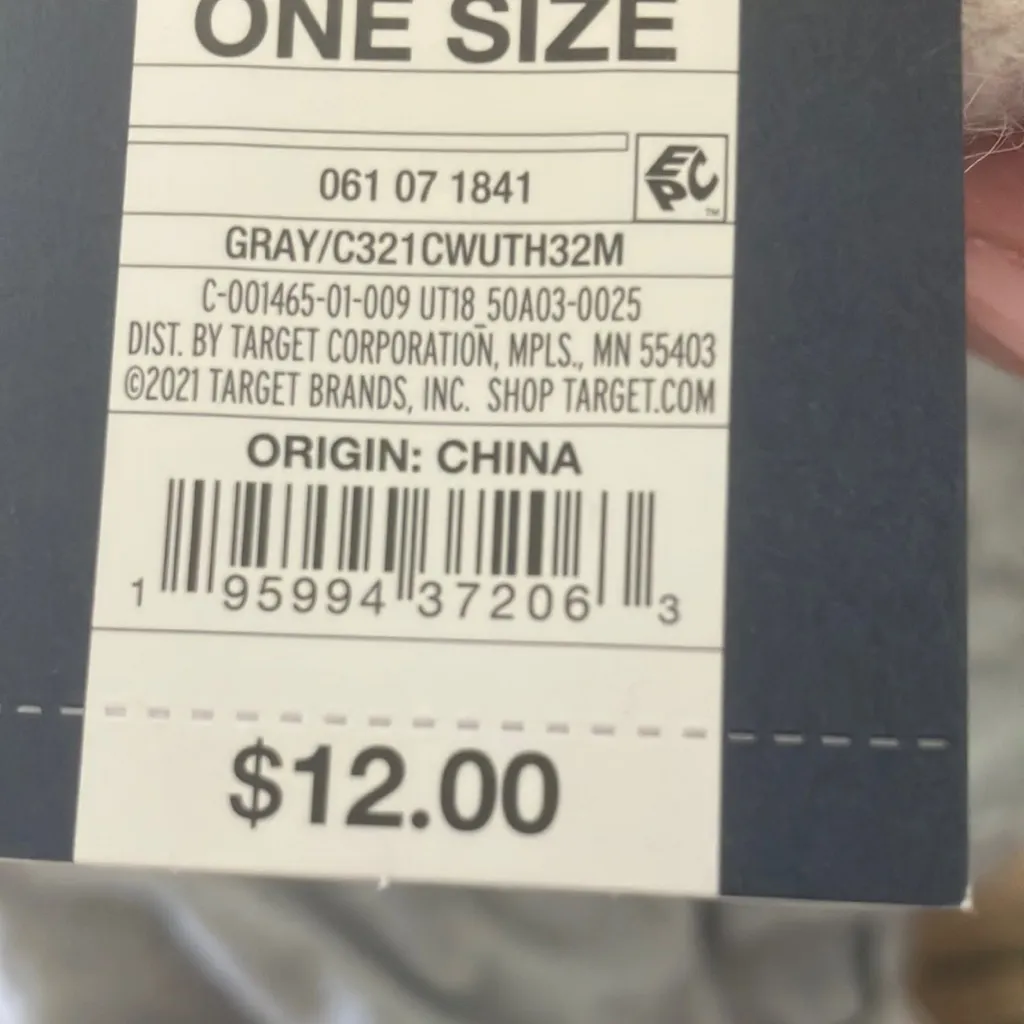 ONE SIZE
061 07 1841
EPC™
GRAY/C321CWUTH32M
C-001465-01-009 UT18_50A03-0025
DIST. BY TARGET CORPORATION, MPLS., MN 55403
©2021 TARGET BRANDS, INC. SHOP TARGET.COM
ORIGIN: CHINA
1 95994 37206 3
$12.00